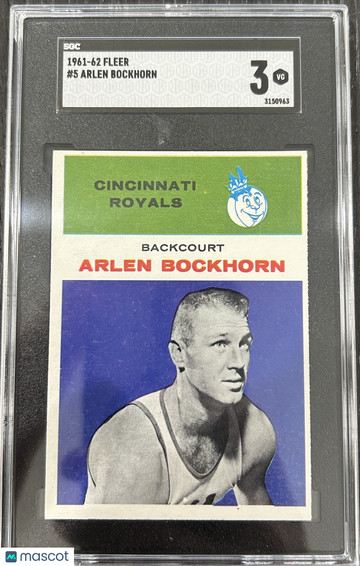 SGC
1961-62 FLEER
#5 ARLEN BOCKHORN
3 VG
3150963
CINCINNATI
ROYALS
BACKCOURT
ARLEN BOCKHORN
mascot